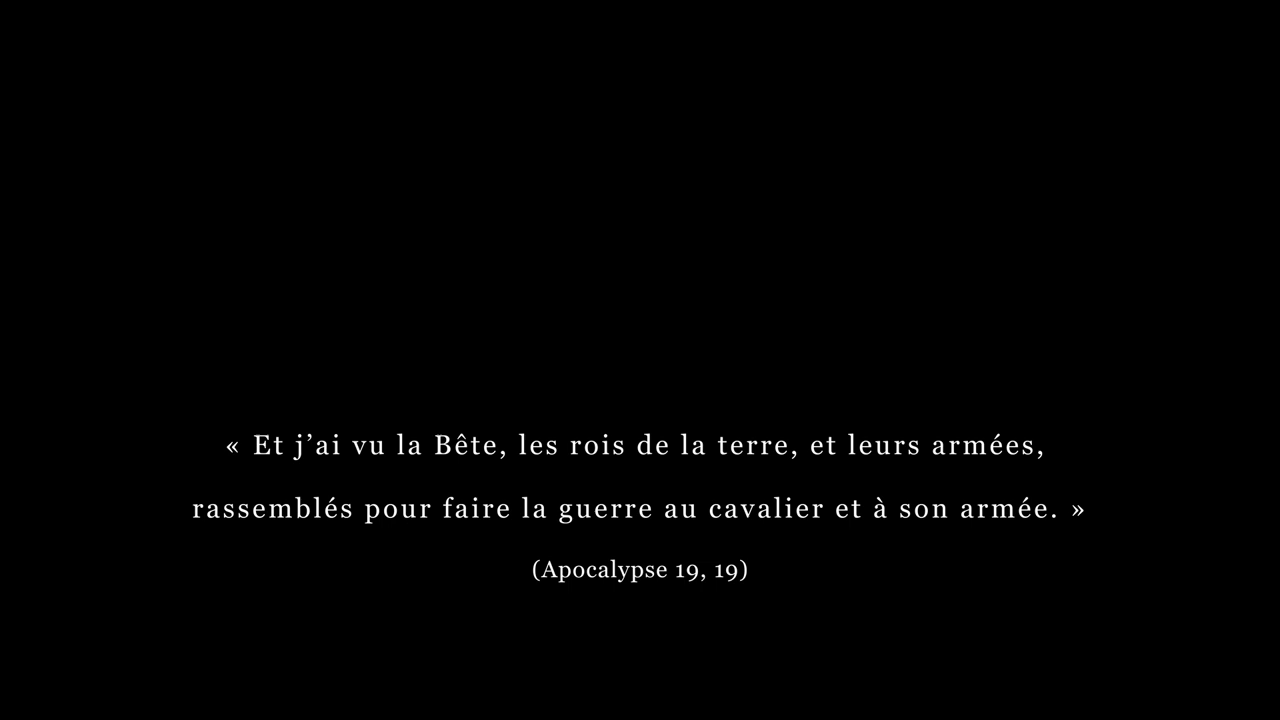 « Et j’ai vu la Bête, les rois de la terre, et leurs armées,
rassemblés pour faire la guerre au cavalier et à son armée. »
(Apocalypse 19, 19)